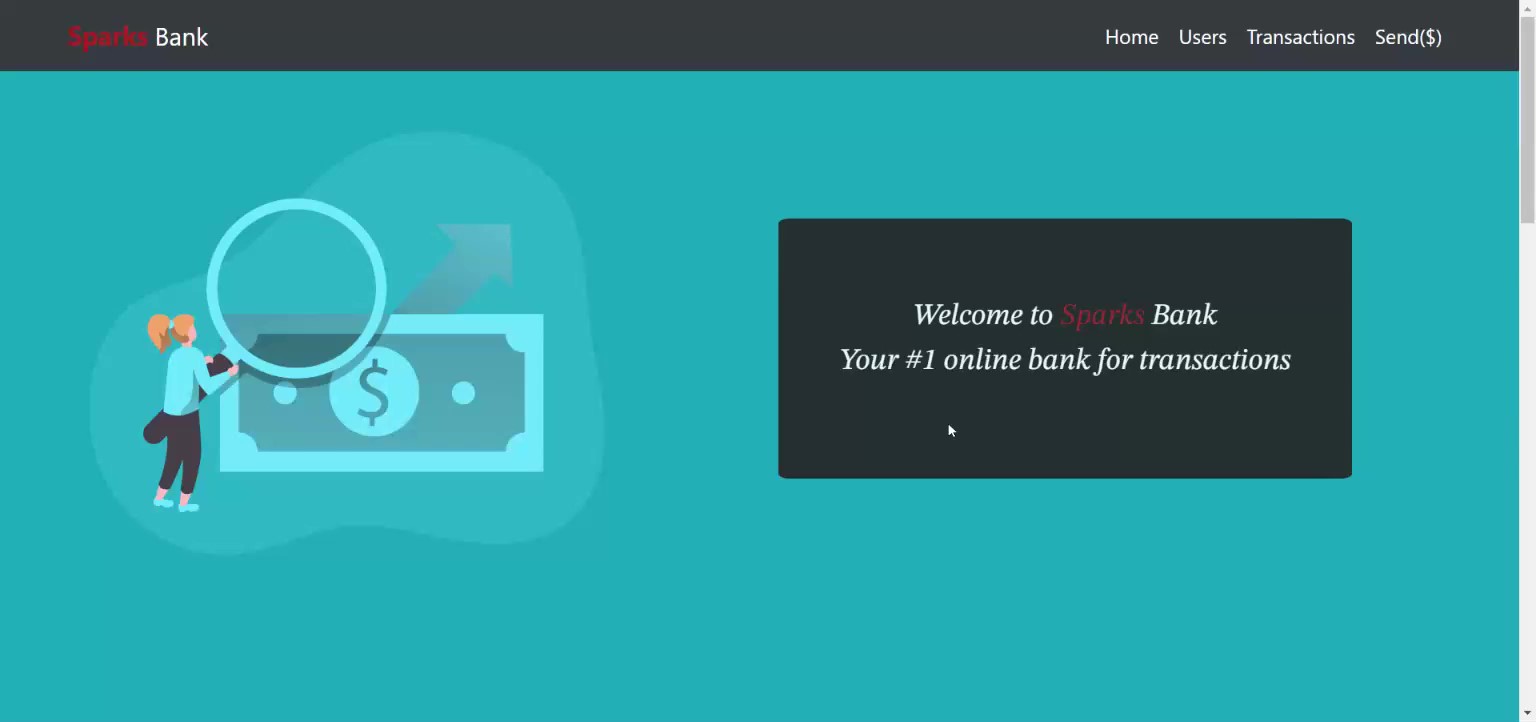 Sparks Bank
Home Users Transactions Send($)
Welcome to Sparks Bank
Your #1 online bank for transactions
$